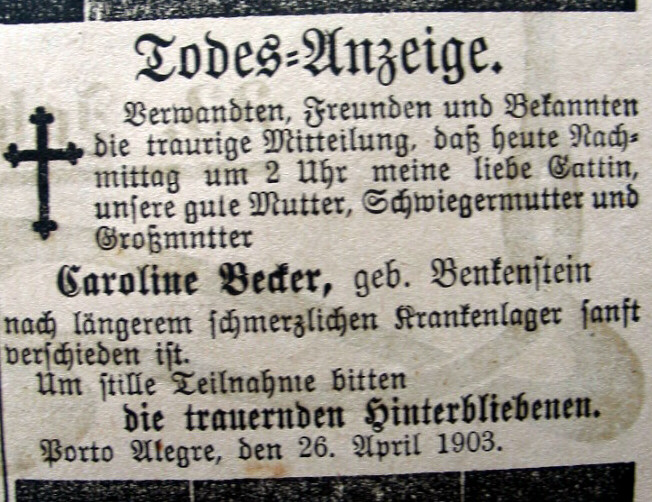 Todes-Anzeige.
Verwandten, Freunden und Bekannten
die traurige Mitteilung, daß heute Nach-
mittag um 2 Uhr meine liebe Gattin,
unsere gute Mutter, Schwiegermutter und
Großmntter
Caroline Becker, geb. Benkenstein
nach längerem schmerzlichen Krankenlager sanft
verschieden ist.
Um stille Teilnahme bitten
die trauernden Hinterbliebenen.
Porto Alegre, den 26. April 1903.